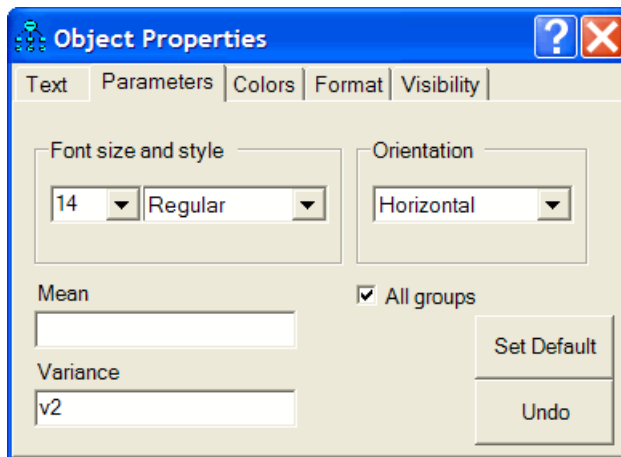 Object Properties
Text Parameters Colors Format Visibility
Font size and style
Orientation
14 Regular
Horizontal
Mean
All groups
Set Default
Variance
v2
Undo